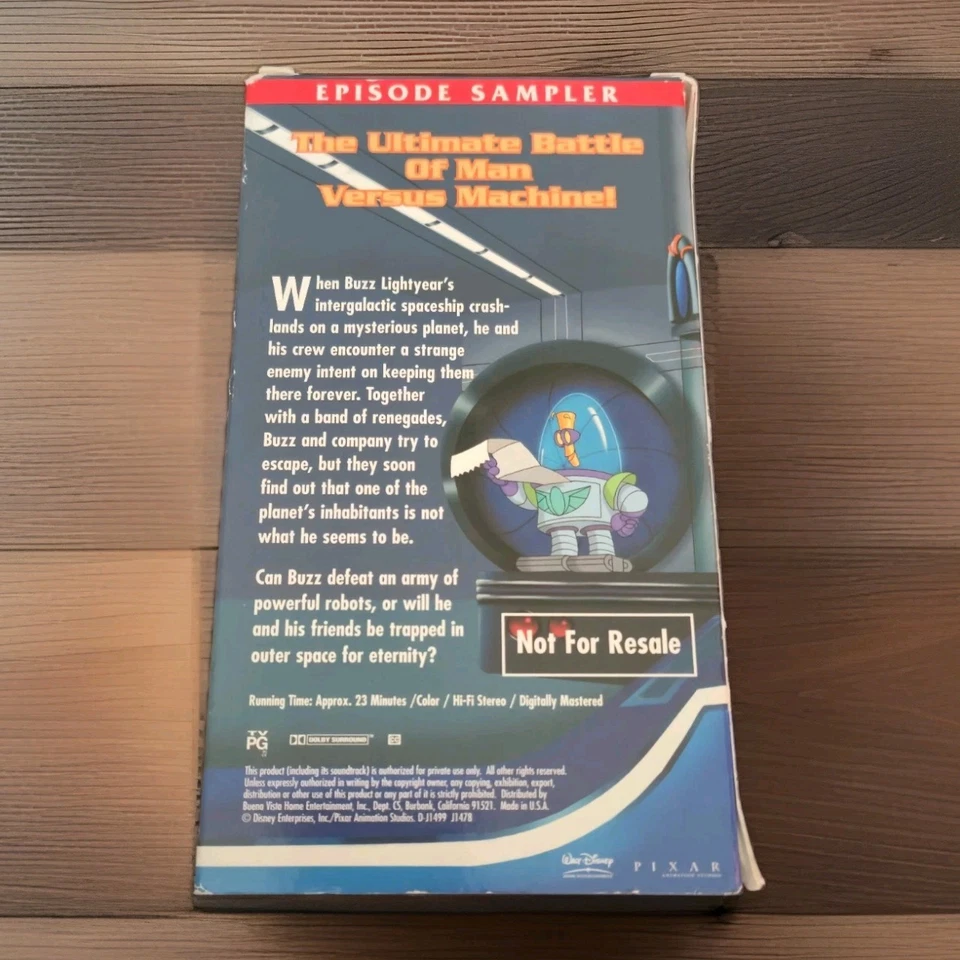 EPISODE SAMPLER
The Ultimate Battle
Of Man
Versus Machine!
When Buzz Lightyear's
intergalactic spaceship crash-
lands on a mysterious planet, he and
his crew encounter a strange
enemy intent on keeping them
there forever. Together
with a band of renegades,
Buzz and company try to
escape, but they soon
find out that one of the
planet's inhabitants is not
what he seems to be.
Can Buzz defeat an army of
powerful robots, or will he
and his friends be trapped in
outer space for eternity?
Not For Resale
Running Time: Approx. 23 Minutes /Color / Hi-Fi Stereo / Digitally Mastered
TV
PG
DOLBY SURROUND
This product (including its soundtrack) is authorized for private use only. All other rights reserved.
Unless expressly authorized in writing by the copyright owner, any copying, exhibition, export,
distribution or other use of this product or any part of it is strictly prohibited. Distributed by
Buena Vista Home Entertainment, Inc., Dept. CS, Burbank, California 91521. Made in U.S.A.
© Disney Enterprises, Inc./Pixar Animation Studios. D-J1499 J1478
Walt Disney
PIXAR
ANIMATION STUDIOS